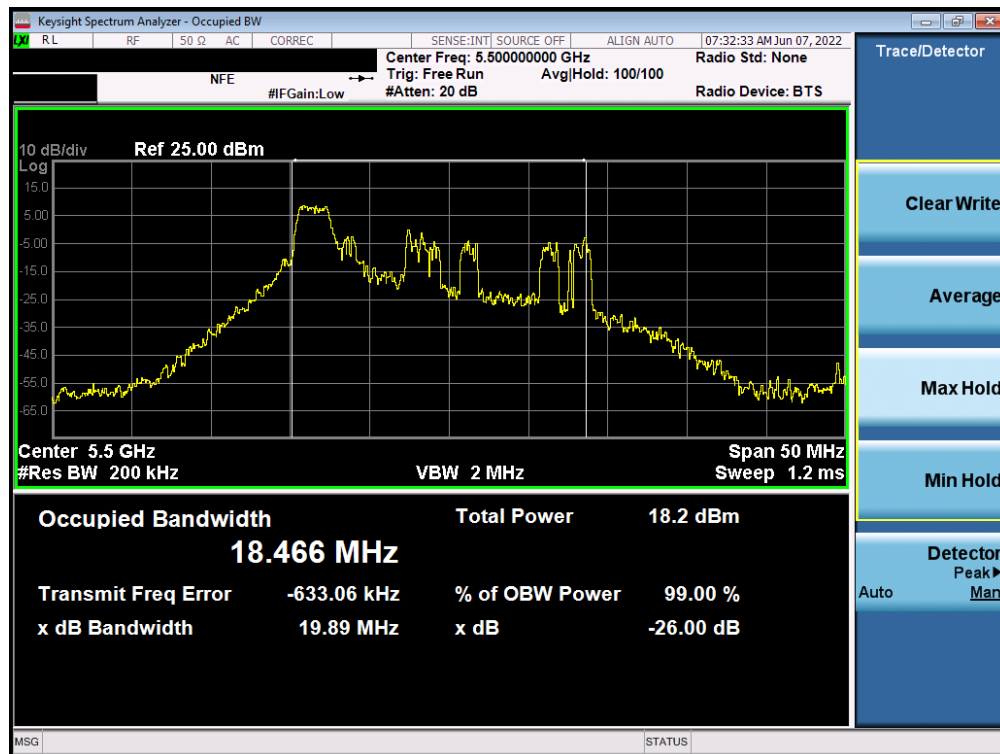 Keysight Spectrum Analyzer - Occupied BW
LXI RL RF 50 Ω AC CORREC SENSE:INT SOURCE OFF ALIGN AUTO 07:32:33 AM Jun 07, 2022
Center Freq: 5.500000000 GHz Radio Std: None
NFE Trig: Free Run Avg|Hold: 100/100
#IFGain:Low #Atten: 20 dB Radio Device: BTS
Trace/Detector
10 dB/div Ref 25.00 dBm
Log
15.0
5.00
-5.00
-15.0
-25.0
-35.0
-45.0
-55.0
-65.0
Center 5.5 GHz Span 50 MHz
#Res BW 200 kHz VBW 2 MHz Sweep 1.2 ms
Occupied Bandwidth Total Power 18.2 dBm
18.466 MHz
Transmit Freq Error -633.06 kHz % of OBW Power 99.00 %
x dB Bandwidth 19.89 MHz x dB -26.00 dB
Clear Write
Average
Max Hold
Min Hold
Detector
Peak▶
Auto Man
MSG STATUS